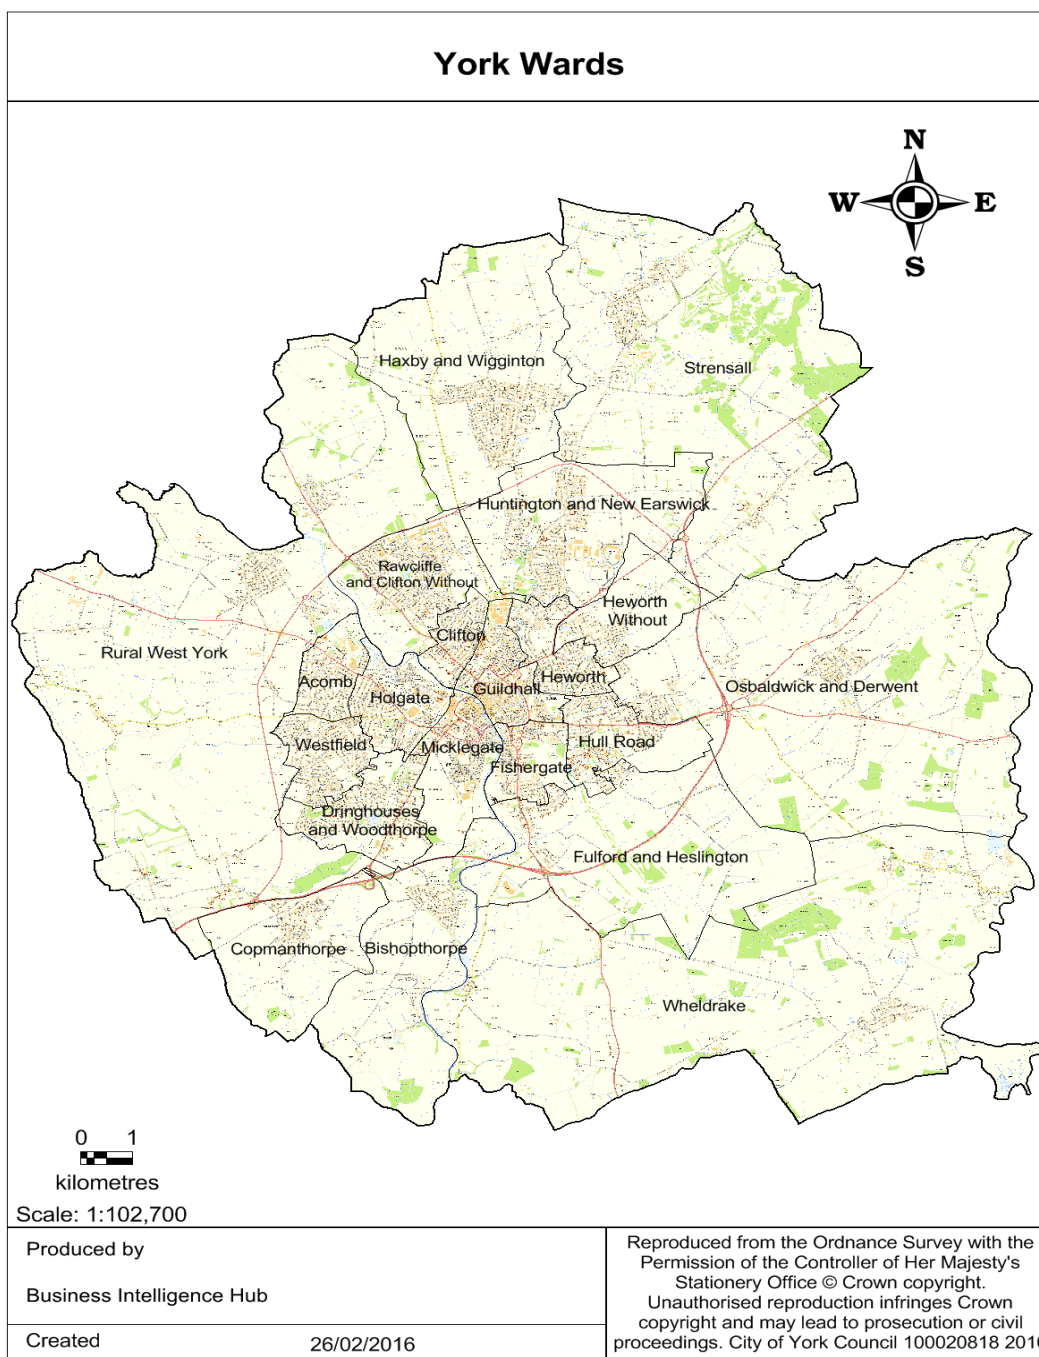 York Wards
N
W E
S
Haxby and Wigginton
Strensall
Huntington and New Earswick
Rawcliffe
and Clifton Without
Heworth
Without
Clifton
Rural West York
Acomb
Heworth
Guildhall
Holgate
Osbaldwick and Derwent
Westfield
Micklegate
Hull Road
Fishergate
Dringhouses
and Woodthorpe
Fulford and Heslington
Copmanthorpe
Bishopthorpe
Wheldrake
0 1
kilometres
Scale: 1:102,700
Produced by
Business Intelligence Hub
Created 26/02/2016
Reproduced from the Ordnance Survey with the
Permission of the Controller of Her Majesty's
Stationery Office © Crown copyright.
Unauthorised reproduction infringes Crown
copyright and may lead to prosecution or civil
proceedings. City of York Council 100020818 2016